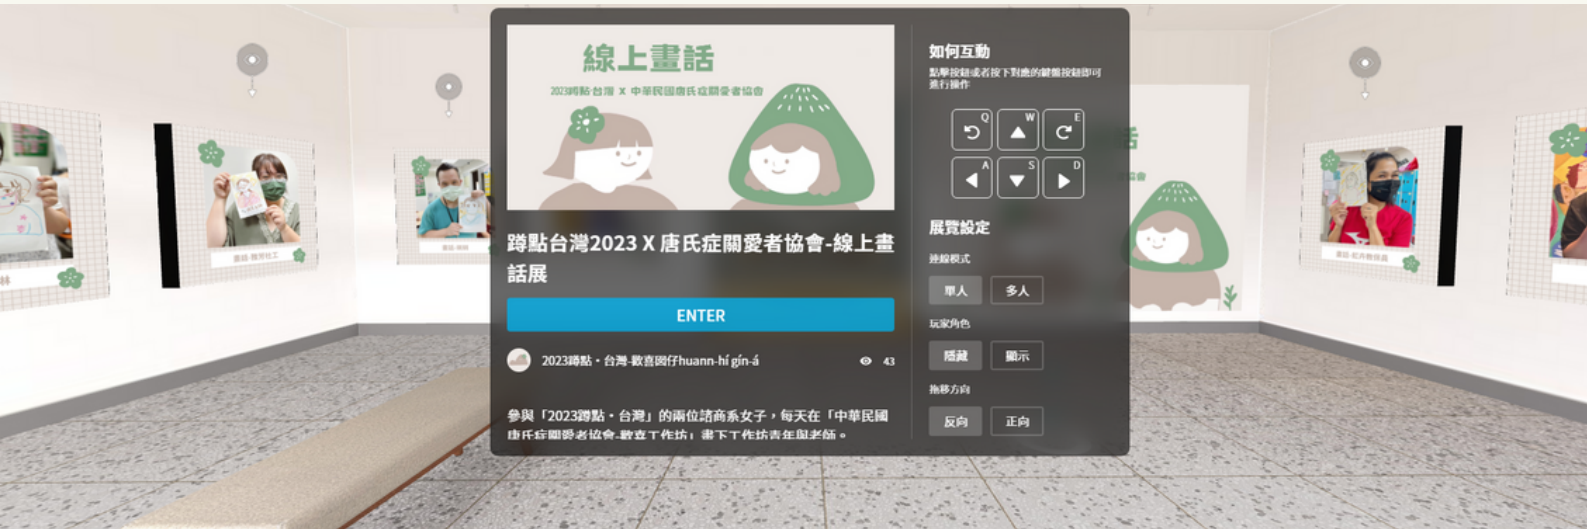 線上畫話
2023蹲點·台灣 X 中華民國唐氏症關愛者協會
蹲點台灣2023 X 唐氏症關愛者協會-線上畫
話展
ENTER
2023蹲點・台灣-歡喜囡仔huann-hí gín-á
43
參與「2023蹲點・台灣」的兩位諮商系女子，每天在「中華民國
唐氏症關愛者協會-歡喜工作坊」畫下工作坊青年與老師。
如何互動
點擊按鈕或者按下對應的鍵盤按鈕即可
進行操作
Q
W
E
A
S
D
展覽設定
連線模式
單人
多人
玩家角色
隱藏
顯示
拖移方向
反向
正向
林
話